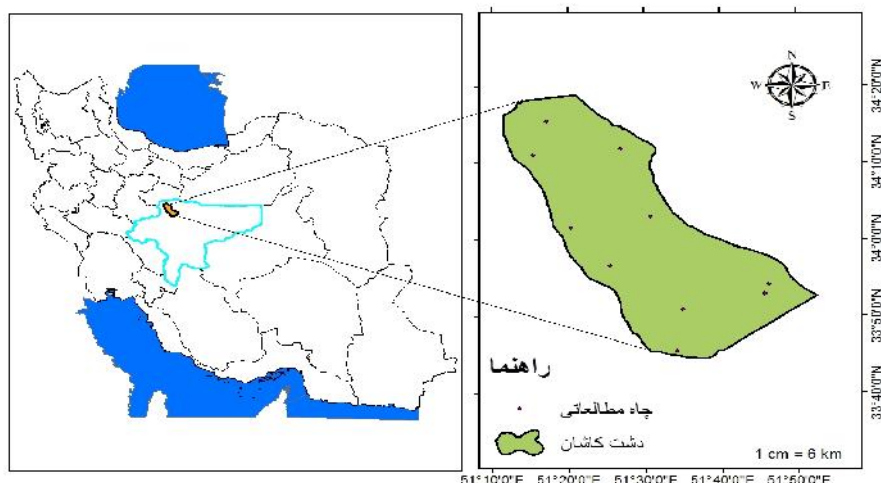 N
W E
S
34°20'0"N
34°10'0"N
34°0'0"N
33°50'0"N
33°40'0"N
راهنما
چاه مطالعاتی
دشت کاشان
1 cm = 6 km
51°10'0"E 51°20'0"E 51°30'0"E 51°40'0"E 51°50'0"E